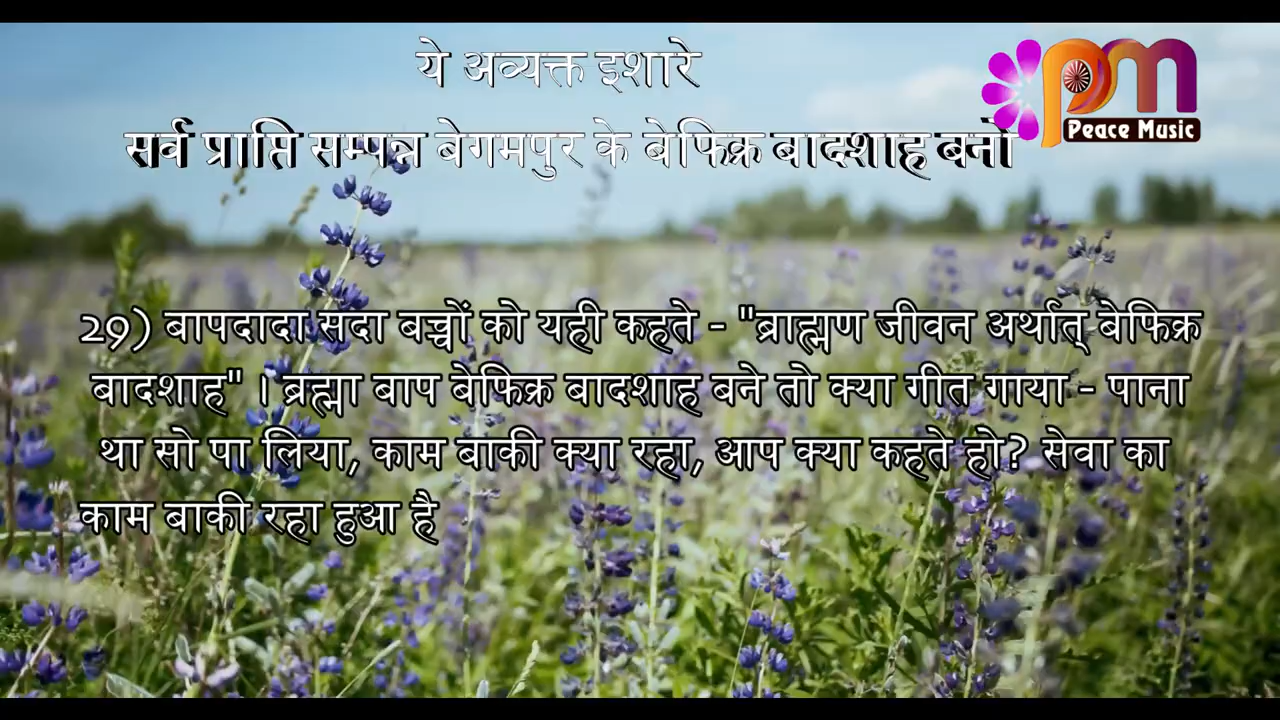 ये अव्यक्त इशारे
सर्व प्राप्ति सम्पन्न बेगमपुर के बेफिक्र बादशाह बनो
pm
Peace Music
29) बापदादा सदा बच्चों को यही कहते - "ब्राह्मण जीवन अर्थात् बेफिक्र
बादशाह" । ब्रह्मा बाप बेफिक्र बादशाह बने तो क्या गीत गाया - पाना
था सो पा लिया, काम बाकी क्या रहा, आप क्या कहते हो? सेवा का
काम बाकी रहा हुआ है